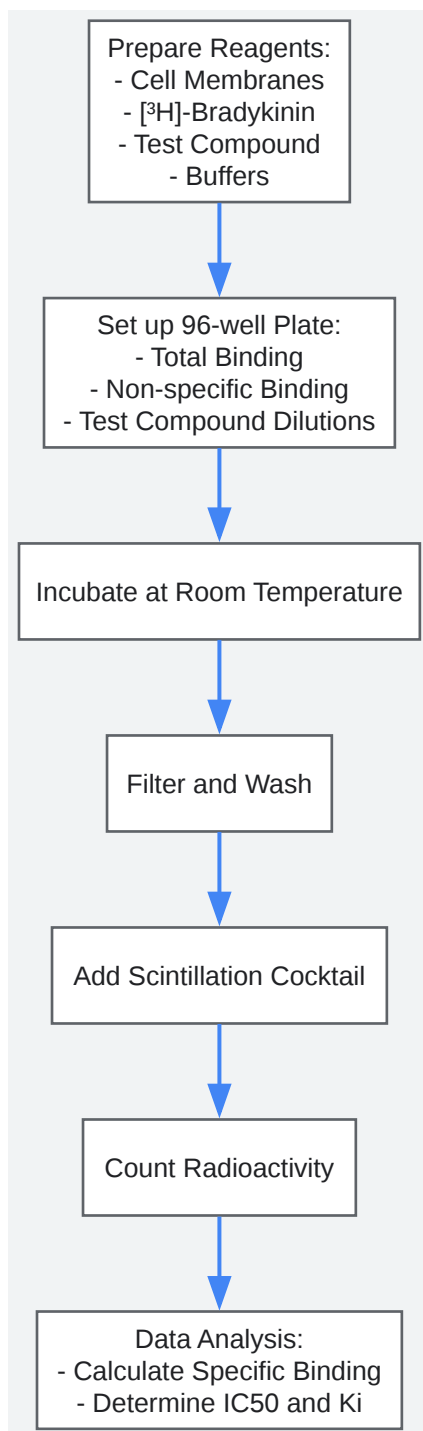 Prepare Reagents:
- Cell Membranes
- [³H]-Bradykinin
- Test Compound
- Buffers
Set up 96-well Plate:
- Total Binding
- Non-specific Binding
- Test Compound Dilutions
Incubate at Room Temperature
Filter and Wash
Add Scintillation Cocktail
Count Radioactivity
Data Analysis:
- Calculate Specific Binding
- Determine IC50 and Ki